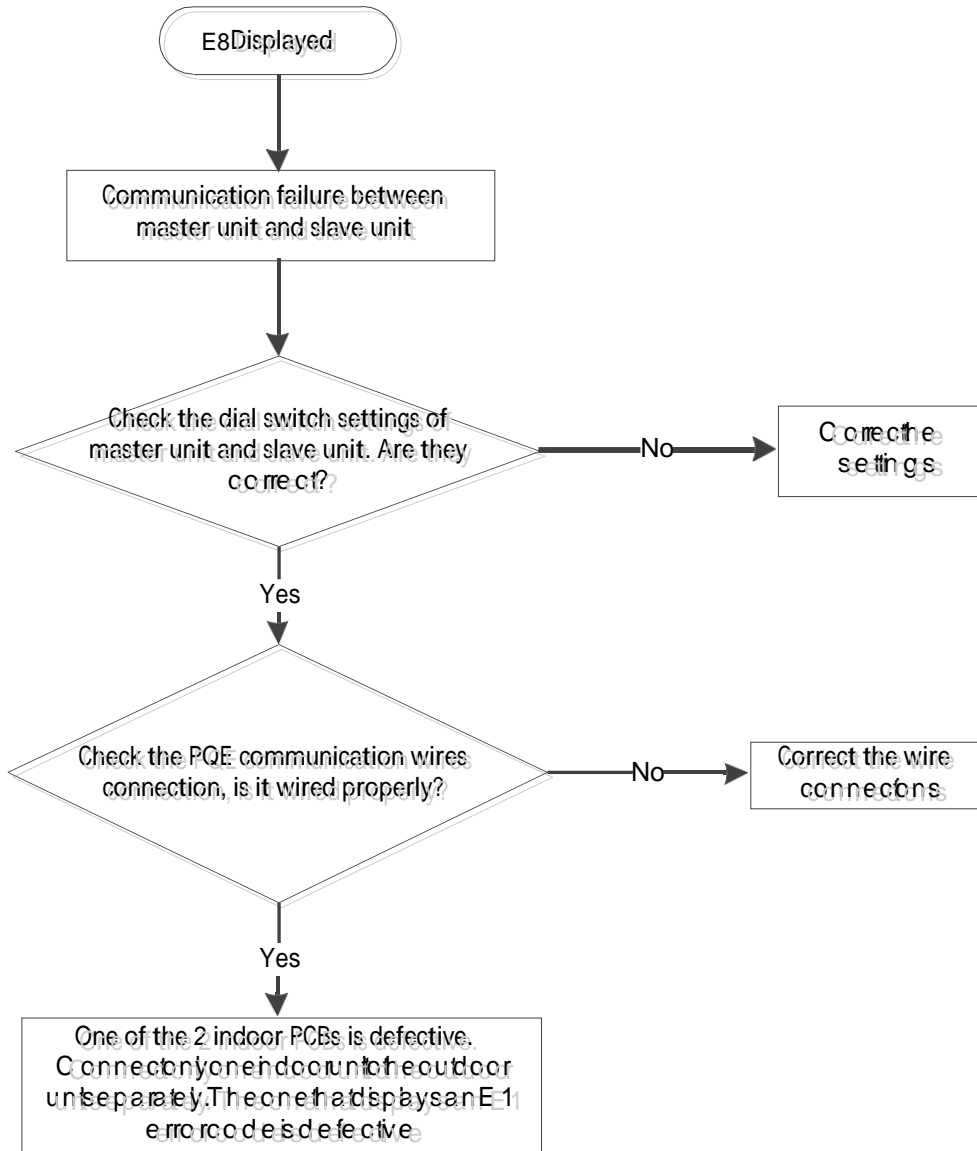 E8Displayed
Communication failure between
master unit and slave unit
Check the dial switch settings of
master unit and slave unit. Are they
correct?
No
Correct the
settings
Yes
Check the PQE communication wires
connection, is it wired properly?
No
Correct the wire
connections
Yes
One of the 2 indoor PCBs is defective.
Connect only one indoor unit to the outdoor
unit separately. The one that displays an E1
error code is defective